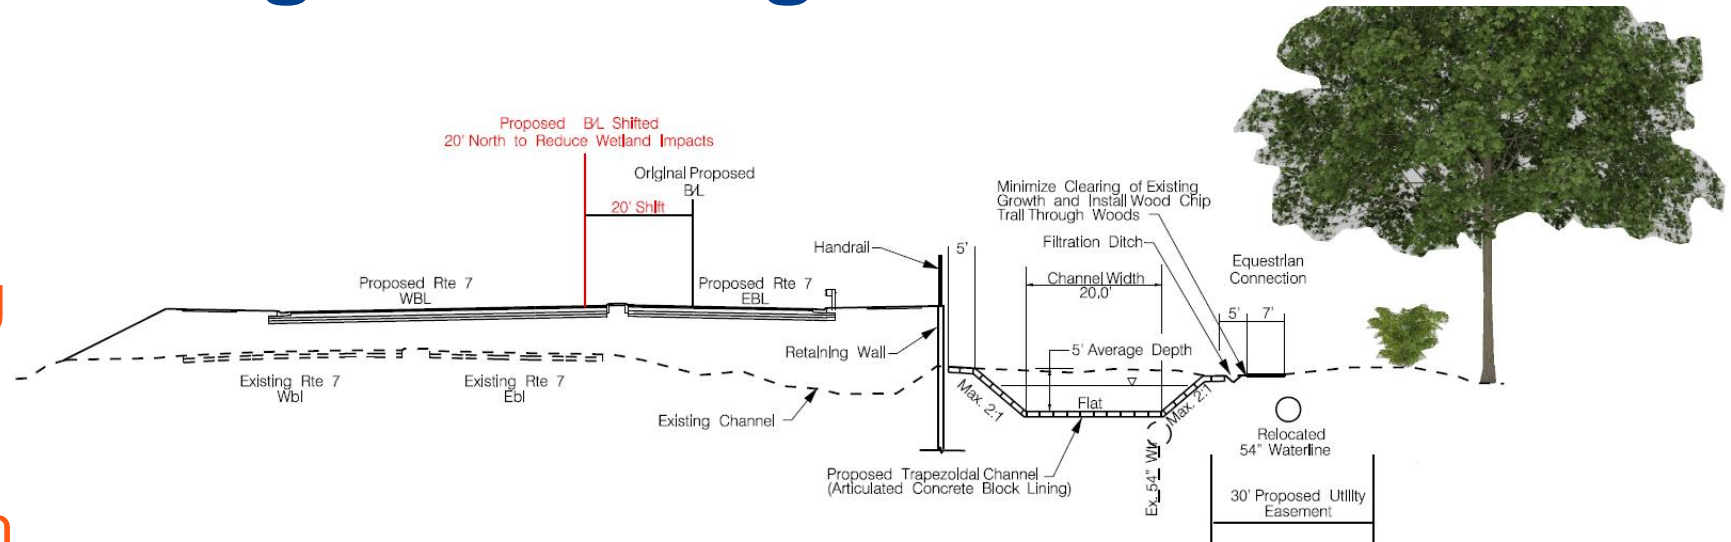 Proposed B/L Shifted
20' North to Reduce Wetland Impacts
Original Proposed
B/L
20' Shift
Proposed Rte 7
WBL
Proposed Rte 7
EBL
Handrail
5'
Minimize Clearing of Existing
Growth and Install Wood Chip
Trail Through Woods
Filtration Ditch
Channel Width
20.0'
Equestrian
Connection
5'
7'
Retaining Wall
5' Average Depth
Existing Rte 7
Wbl
Existing Rte 7
Ebl
Existing Channel
Max. 2:1
Flat
Max. 2:1
Proposed Trapezoidal Channel
(Articulated Concrete Block Lining)
Ex. 54" WL
Relocated
54" Waterline
30' Proposed Utility
Easement